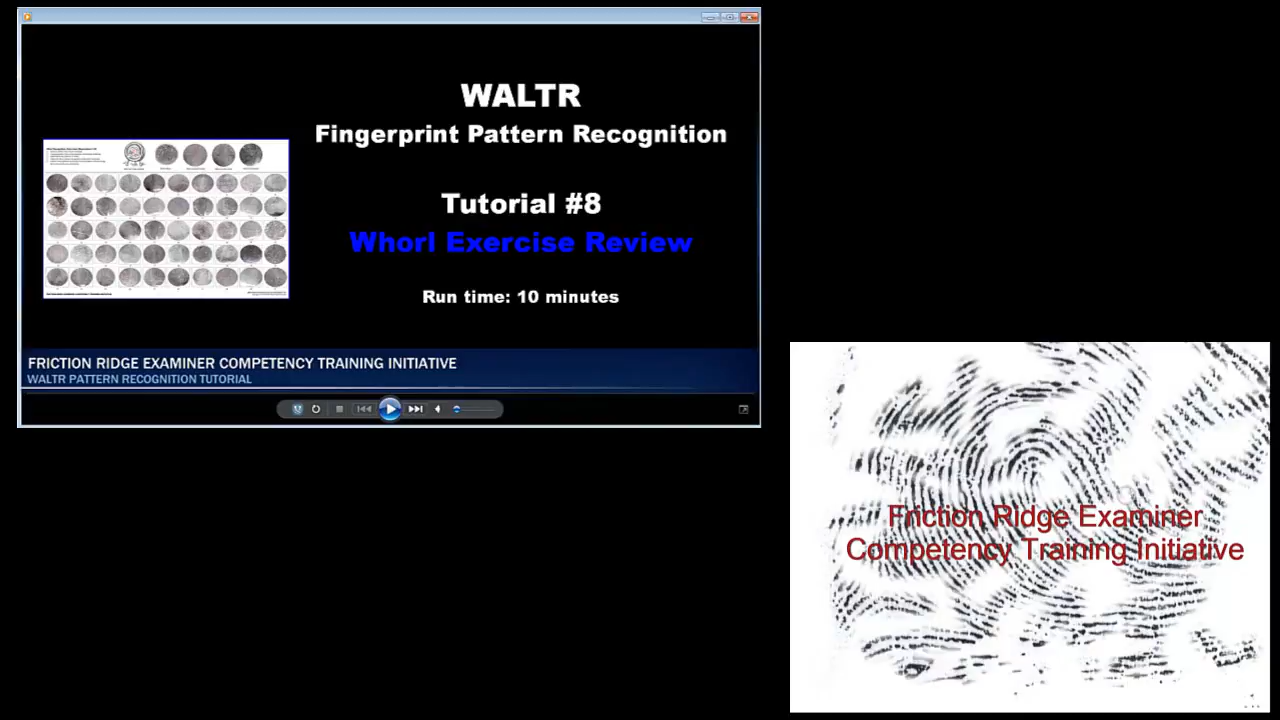 WALTR
Fingerprint Pattern Recognition
Tutorial #8
Whorl Exercise Review
Run time: 10 minutes
FRICTION RIDGE EXAMINER COMPETENCY TRAINING INITIATIVE
WALTR PATTERN RECOGNITION TUTORIAL
Friction Ridge Examiner
Competency Training Initiative